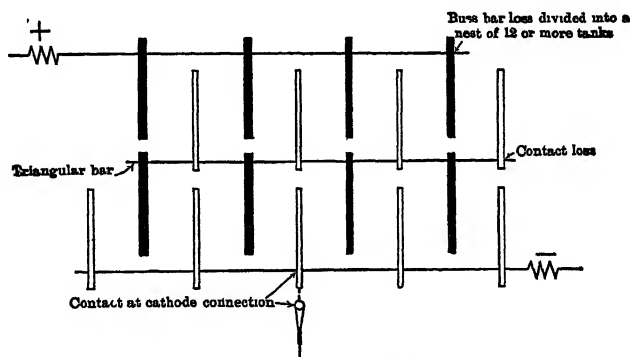 Buss bar loss divided into a
nest of 12 or more tanks
+
Triangular bar
Contact loss
−
Contact at cathode connection